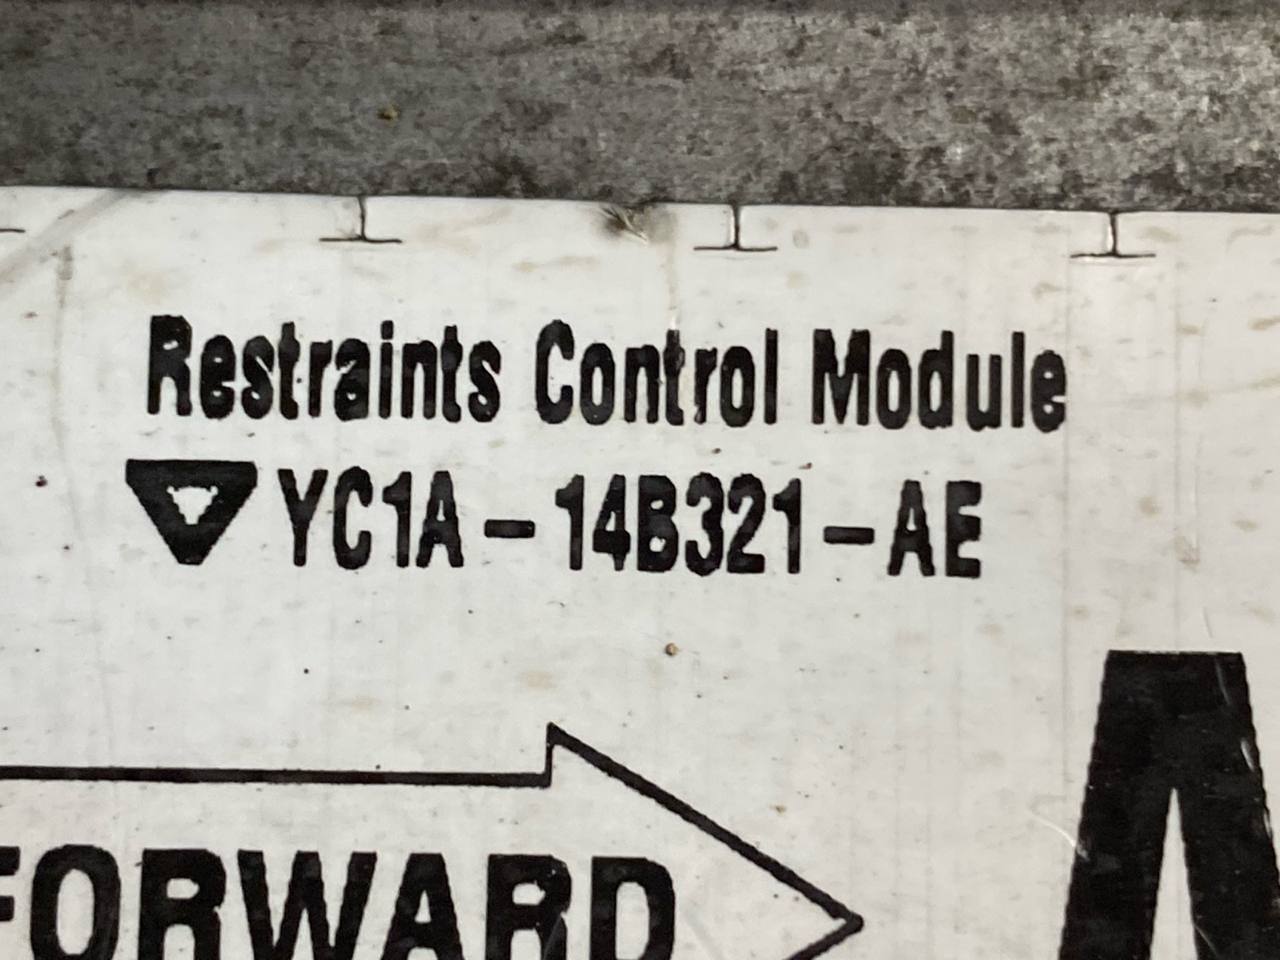 Restraints Control Module
YC1A-14B321-AE
FORWARD
A